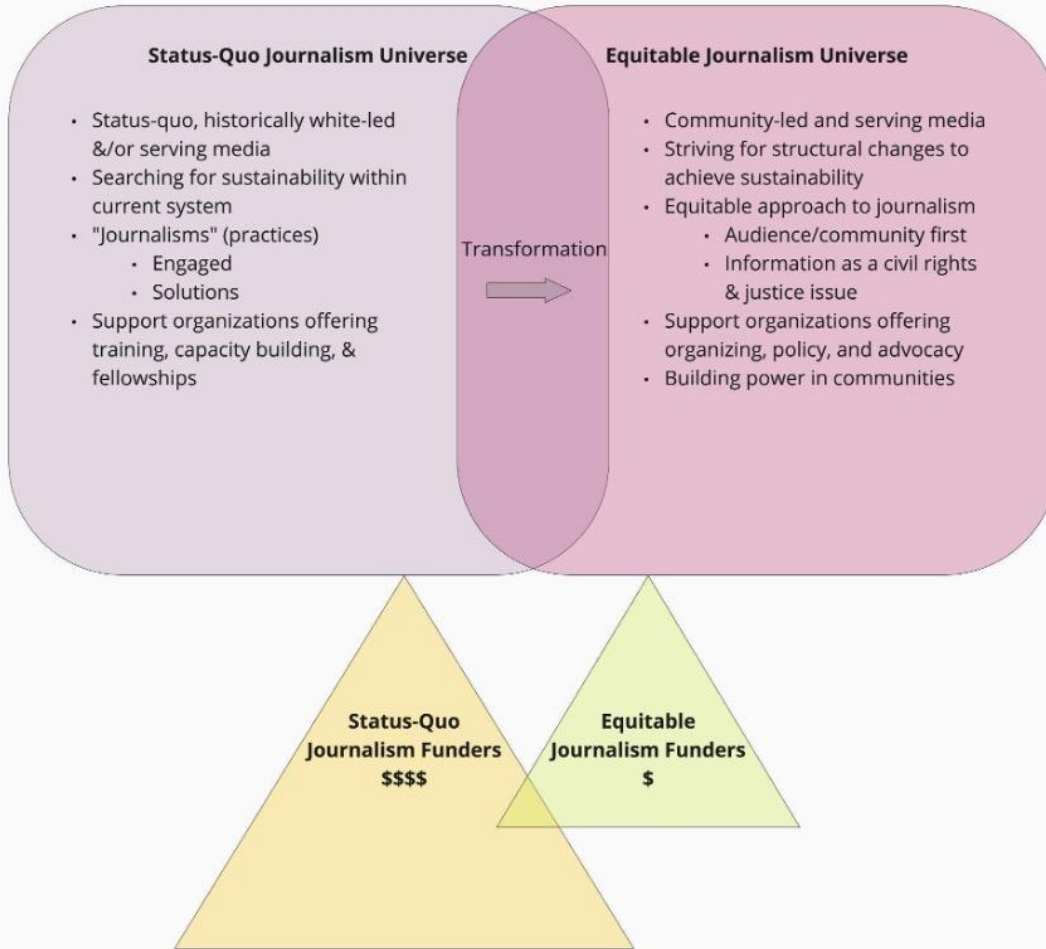 Status-Quo Journalism Universe
• Status-quo, historically white-led
&/or serving media
• Searching for sustainability within
current system
• "Journalisms" (practices)
• Engaged
• Solutions
• Support organizations offering
training, capacity building, &
fellowships
Transformation
Equitable Journalism Universe
• Community-led and serving media
• Striving for structural changes to
achieve sustainability
• Equitable approach to journalism
• Audience/community first
• Information as a civil rights
& justice issue
• Support organizations offering
organizing, policy, and advocacy
• Building power in communities
Status-Quo
Journalism Funders
$$$$
Equitable
Journalism Funders
$